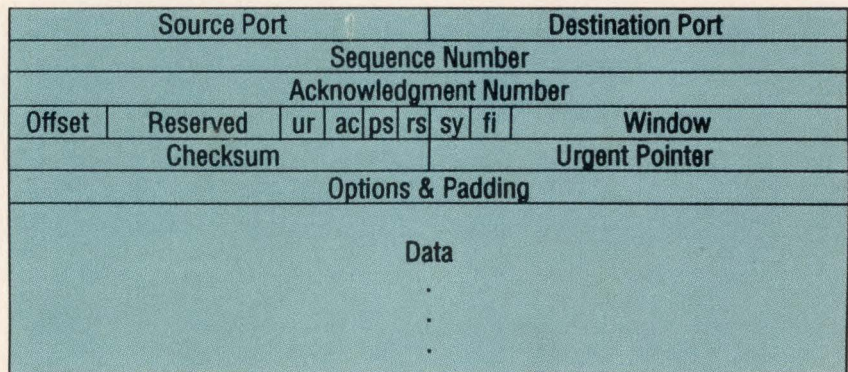 Source Port Destination Port
Sequence Number
Acknowledgment Number
Offset Reserved ur ac ps rs sy fi Window
Checksum Urgent Pointer
Options & Padding
Data
.
.
.